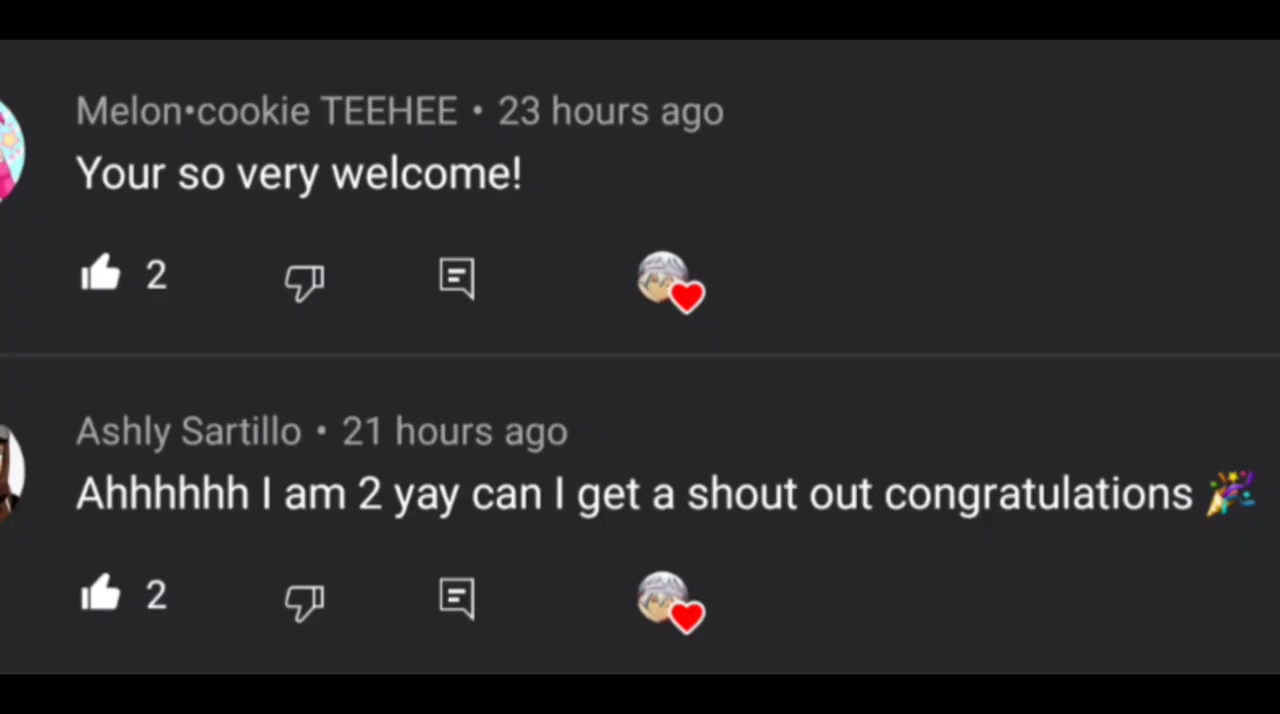 Melon•cookie TEEHEE • 23 hours ago
Your so very welcome!
2
Ashly Sartillo • 21 hours ago
Ahhhhhh I am 2 yay can I get a shout out congratulations 🎉
2